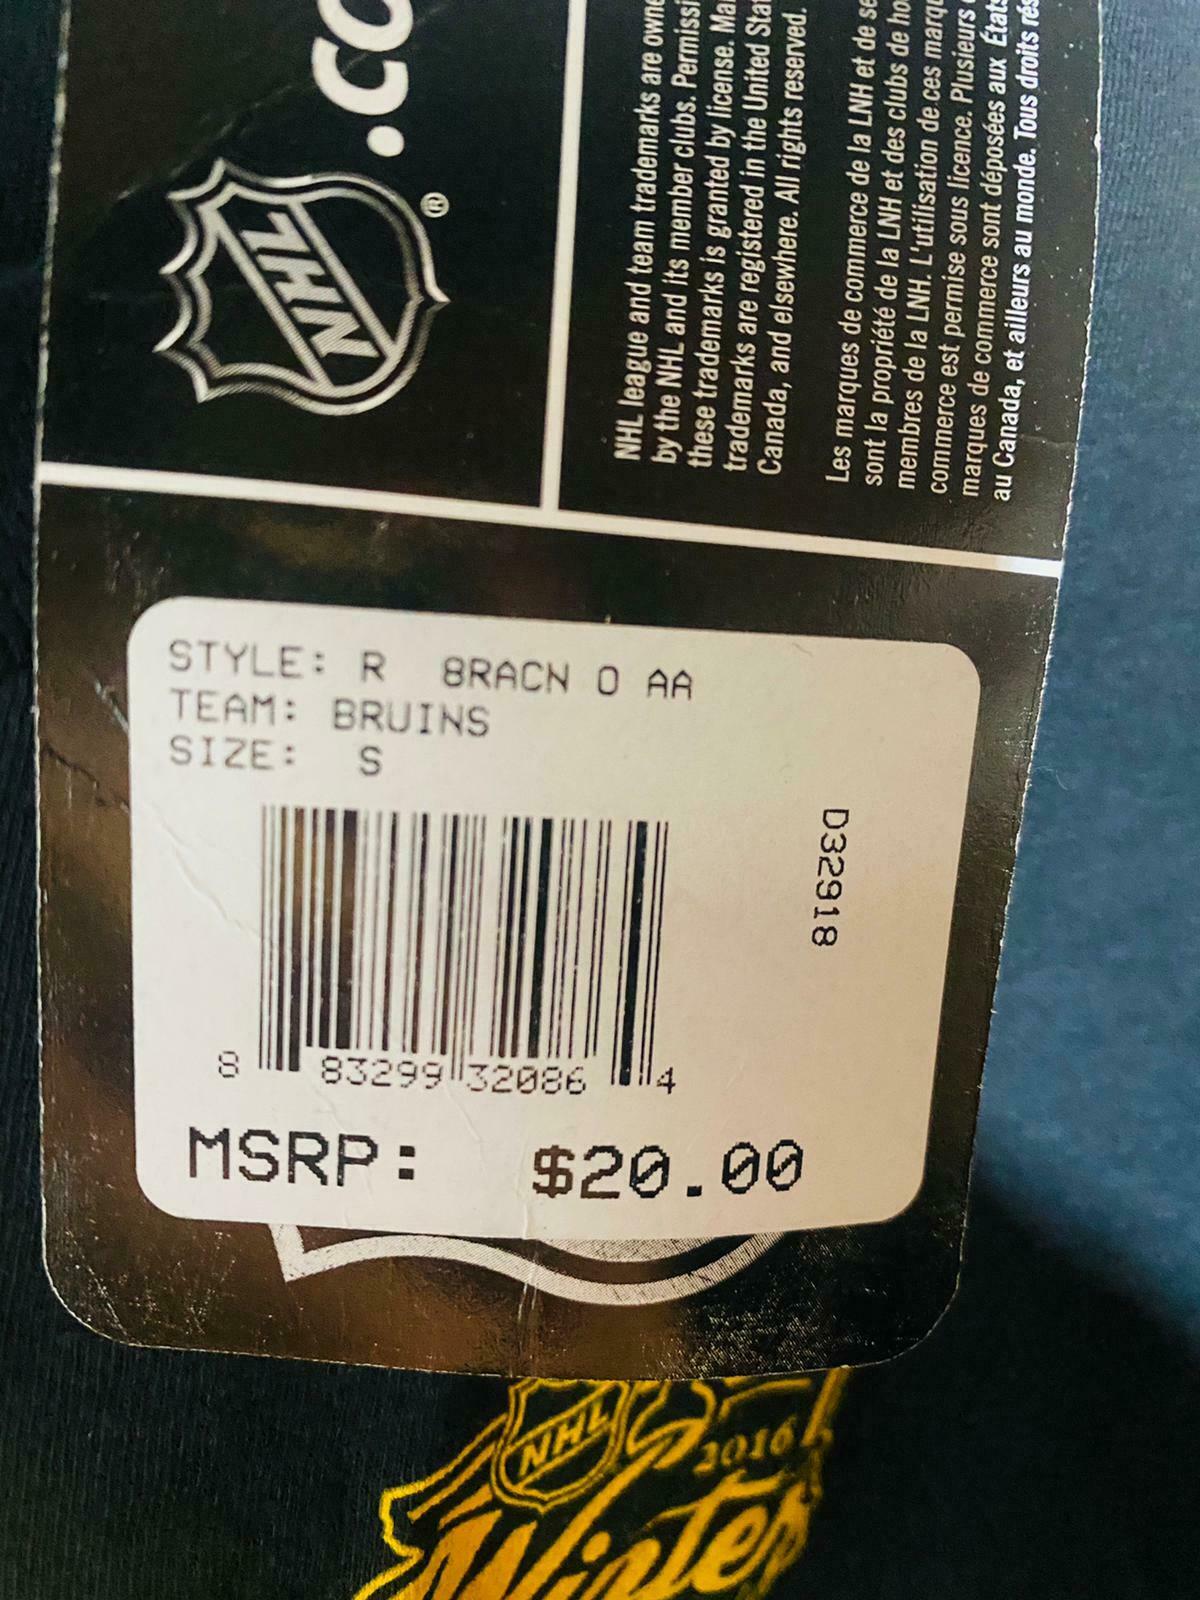 .co
NHL ®
NHL league and team trademarks are owne
by the NHL and its member clubs. Permissi
these trademarks is granted by license. Mar
trademarks are registered in the United Stat
Canada, and elsewhere. All rights reserved.
Les marques de commerce de la LNH et de se
sont la propriété de la LNH et des clubs de ho
membres de la LNH. L'utilisation de ces marqu
commerce est permise sous licence. Plusieurs
marques de commerce sont déposées aux États
au Canada, et ailleurs au monde. Tous droits rés
STYLE: R 8RACN O AA
TEAM: BRUINS
SIZE: S
D32918
8 83299 32086 4
MSRP: $20.00
NHL
2016
Winter